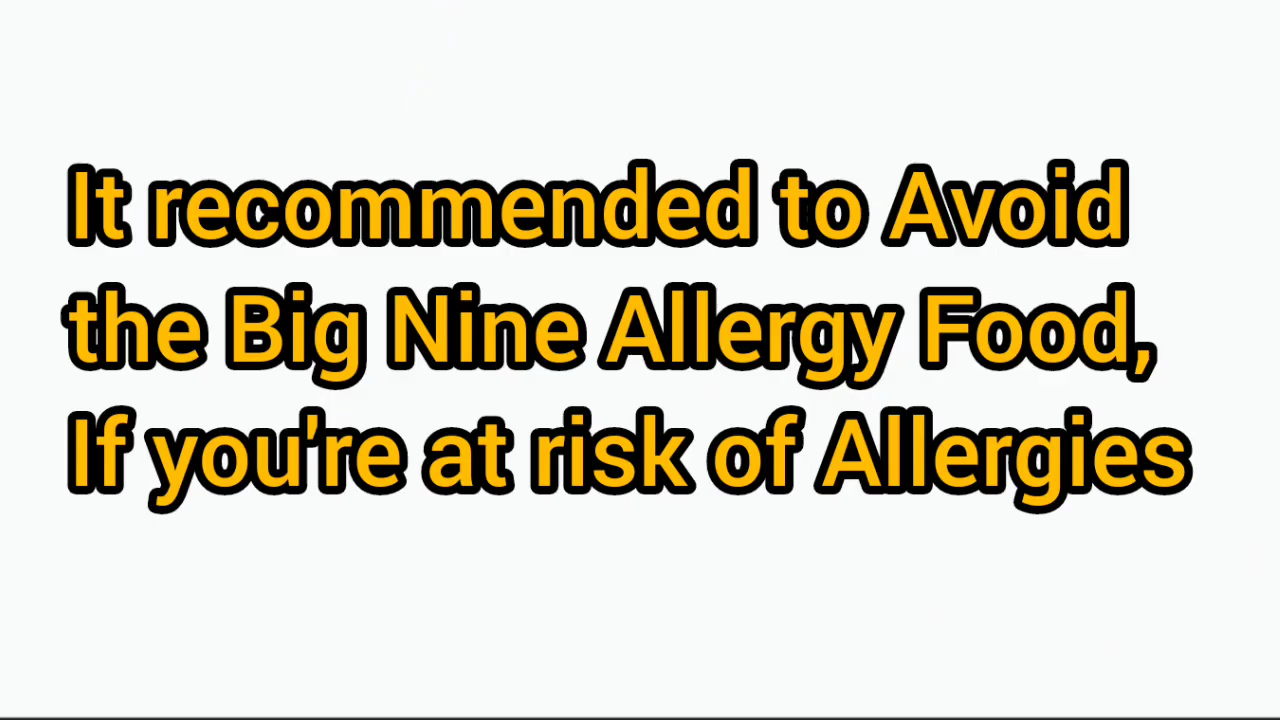 It recommended to Avoid
the Big Nine Allergy Food,
If you're at risk of Allergies